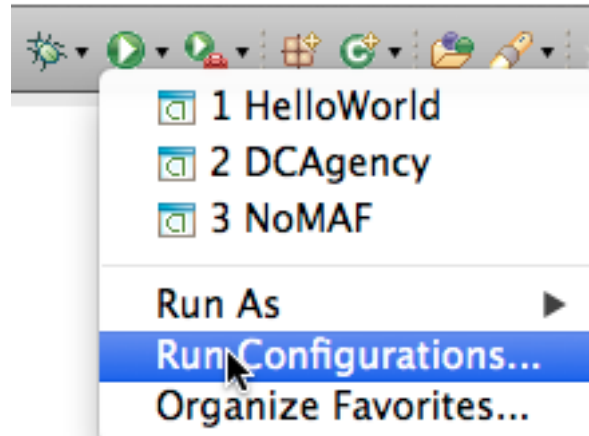 1 HelloWorld
2 DCAgency
3 NoMAF
Run As
Run Configurations...
Organize Favorites...